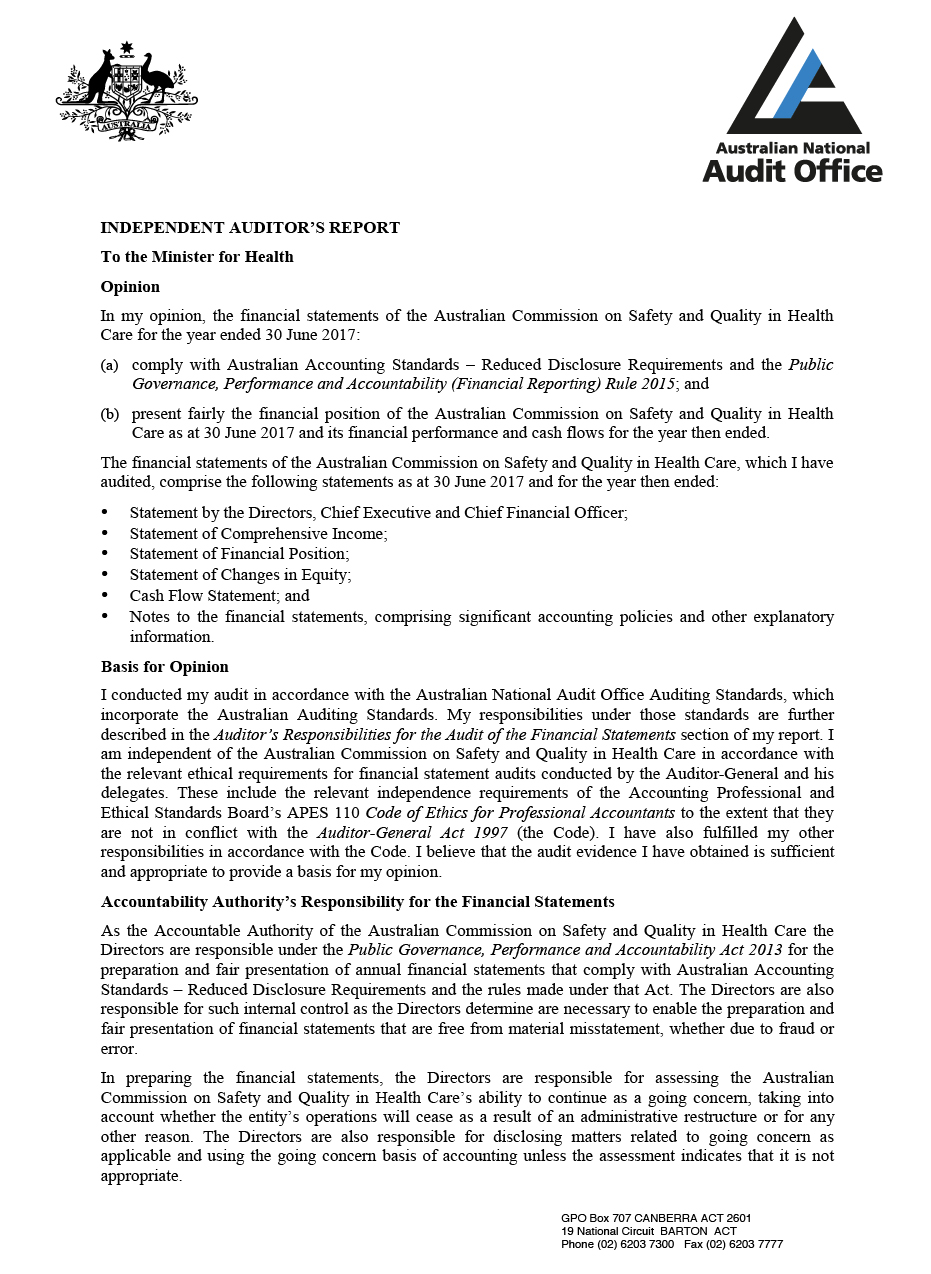 AUSTRALIA
Australian National
Audit Office
INDEPENDENT AUDITOR’S REPORT
To the Minister for Health
Opinion
In my opinion, the financial statements of the Australian Commission on Safety and Quality in Health
Care for the year ended 30 June 2017:
(a) comply with Australian Accounting Standards – Reduced Disclosure Requirements and the Public
Governance, Performance and Accountability (Financial Reporting) Rule 2015; and
(b) present fairly the financial position of the Australian Commission on Safety and Quality in Health
Care as at 30 June 2017 and its financial performance and cash flows for the year then ended.
The financial statements of the Australian Commission on Safety and Quality in Health Care, which I have
audited, comprise the following statements as at 30 June 2017 and for the year then ended:
• Statement by the Directors, Chief Executive and Chief Financial Officer;
• Statement of Comprehensive Income;
• Statement of Financial Position;
• Statement of Changes in Equity;
• Cash Flow Statement; and
• Notes to the financial statements, comprising significant accounting policies and other explanatory
information.
Basis for Opinion
I conducted my audit in accordance with the Australian National Audit Office Auditing Standards, which
incorporate the Australian Auditing Standards. My responsibilities under those standards are further
described in the Auditor’s Responsibilities for the Audit of the Financial Statements section of my report. I
am independent of the Australian Commission on Safety and Quality in Health Care in accordance with
the relevant ethical requirements for financial statement audits conducted by the Auditor-General and his
delegates. These include the relevant independence requirements of the Accounting Professional and
Ethical Standards Board’s APES 110 Code of Ethics for Professional Accountants to the extent that they
are not in conflict with the Auditor-General Act 1997 (the Code). I have also fulfilled my other
responsibilities in accordance with the Code. I believe that the audit evidence I have obtained is sufficient
and appropriate to provide a basis for my opinion.
Accountability Authority’s Responsibility for the Financial Statements
As the Accountable Authority of the Australian Commission on Safety and Quality in Health Care the
Directors are responsible under the Public Governance, Performance and Accountability Act 2013 for the
preparation and fair presentation of annual financial statements that comply with Australian Accounting
Standards – Reduced Disclosure Requirements and the rules made under that Act. The Directors are also
responsible for such internal control as the Directors determine are necessary to enable the preparation and
fair presentation of financial statements that are free from material misstatement, whether due to fraud or
error.
In preparing the financial statements, the Directors are responsible for assessing the Australian
Commission on Safety and Quality in Health Care’s ability to continue as a going concern, taking into
account whether the entity’s operations will cease as a result of an administrative restructure or for any
other reason. The Directors are also responsible for disclosing matters related to going concern as
applicable and using the going concern basis of accounting unless the assessment indicates that it is not
appropriate.
GPO Box 707 CANBERRA ACT 2601
19 National Circuit BARTON ACT
Phone (02) 6203 7300 Fax (02) 6203 7777